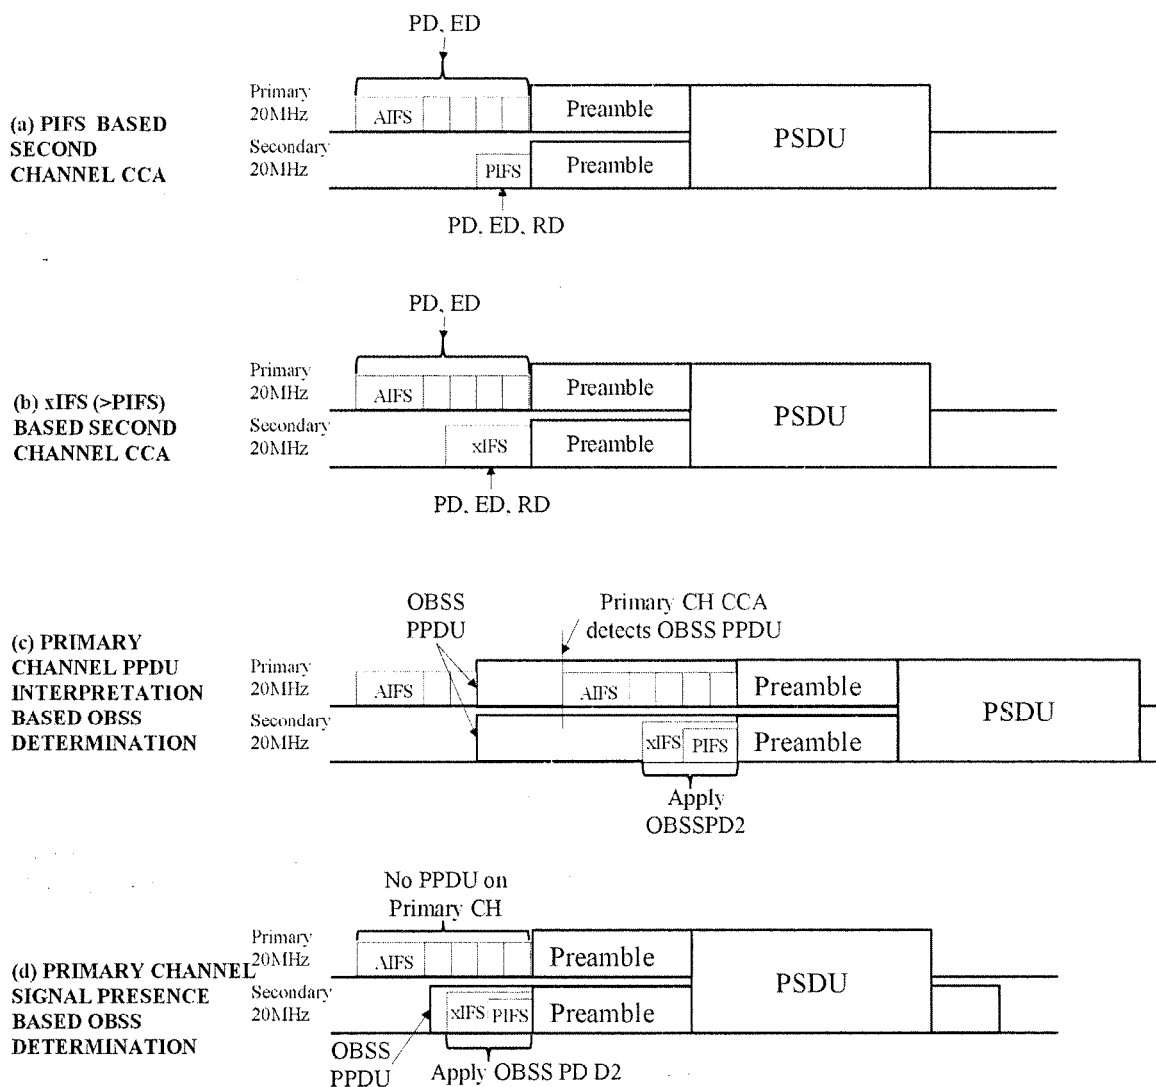 PD, ED
Primary
20MHz
AIFS
Preamble
PSDU
(a) PIFS BASED
SECOND
CHANNEL CCA
Secondary
20MHz
PIFS
Preamble
PD, ED, RD
PD, ED
Primary
20MHz
AIFS
Preamble
PSDU
(b) xIFS (>PIFS)
BASED SECOND
CHANNEL CCA
Secondary
20MHz
xIFS
Preamble
PD, ED, RD
OBSS
PPDU
Primary CH CCA
detects OBSS PPDU
(c) PRIMARY
CHANNEL PPDU
INTERPRETATION
BASED OBSS
DETERMINATION
Primary
20MHz
AIFS
AIFS
Preamble
PSDU
Secondary
20MHz
xIFS
PIFS
Preamble
Apply
OBSSPD2
No PPDU on
Primary CH
Primary
20MHz
AIFS
Preamble
PSDU
(d) PRIMARY CHANNEL
SIGNAL PRESENCE
BASED OBSS
DETERMINATION
Secondary
20MHz
xIFS
PIFS
Preamble
OBSS
PPDU
Apply OBSS PD D2